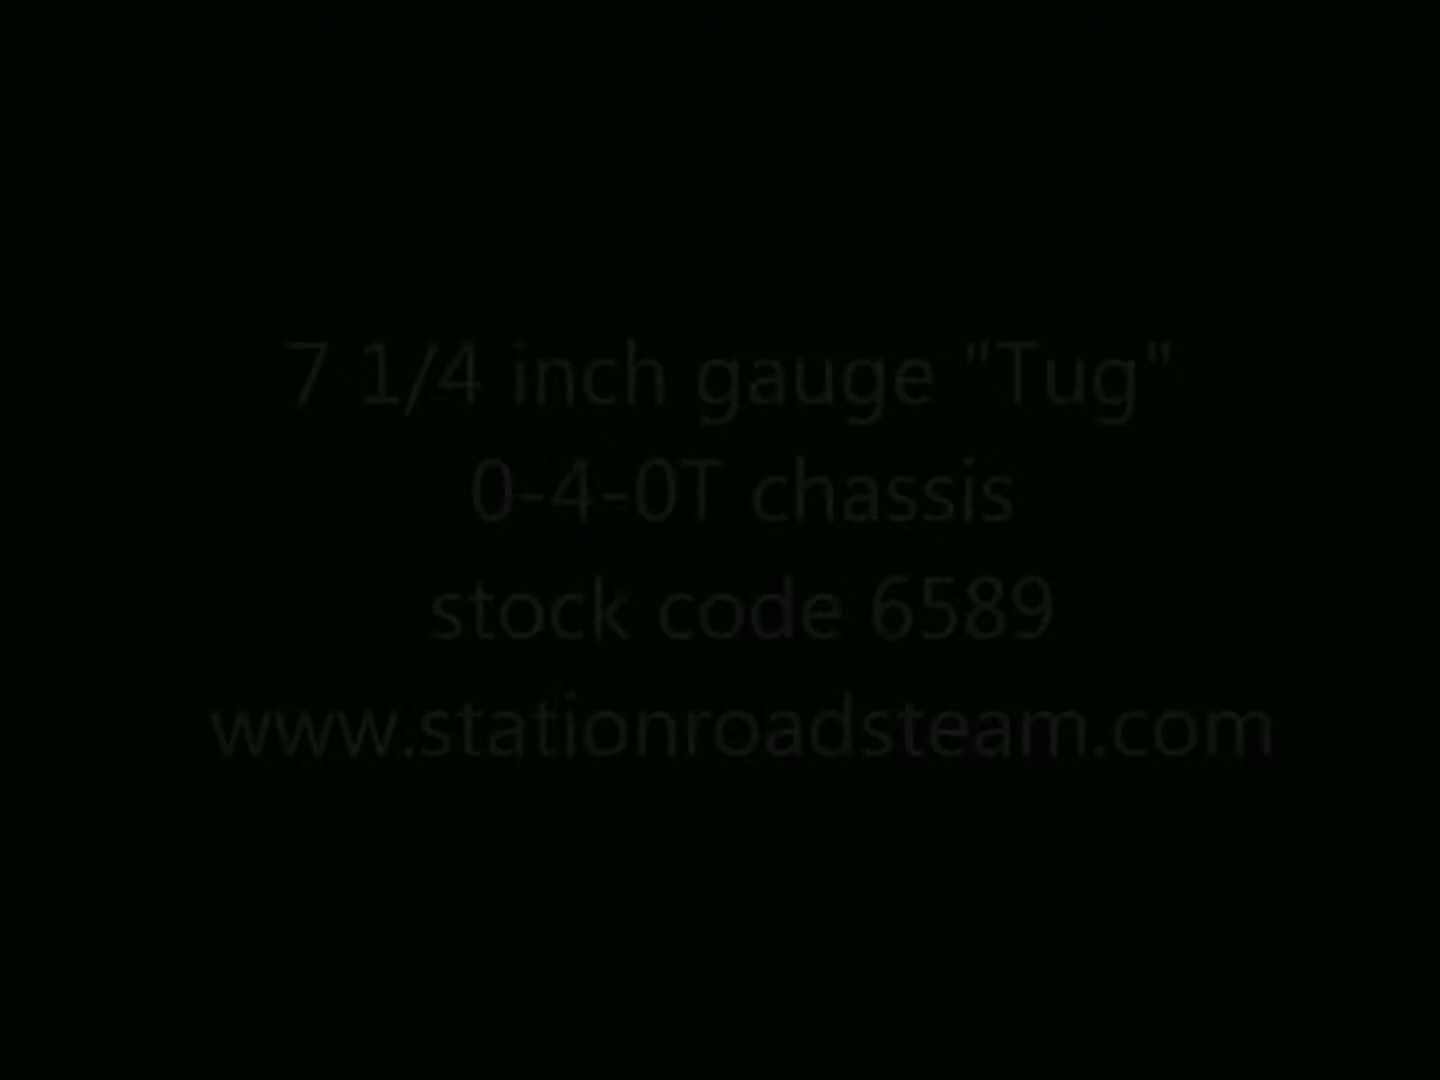 7 1/4 inch gauge "Tug"
0-4-0T chassis
stock code 6589
www.stationroadsteam.com